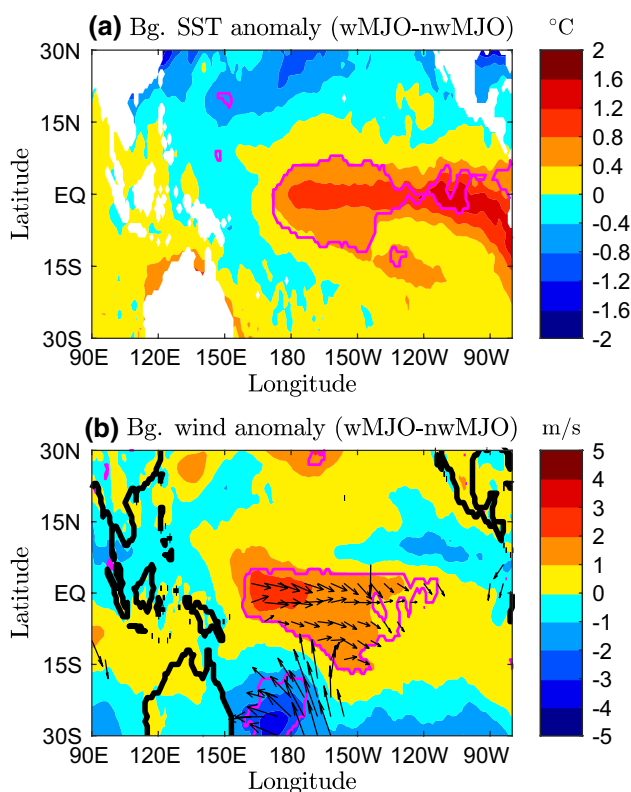 (a) Bg. SST anomaly (wMJO-nwMJO) °C
30N
15N
EQ
15S
30S
Latitude
90E 120E 150E 180 150W 120W 90W
Longitude
2
1.6
1.2
0.8
0.4
0
-0.4
-0.8
-1.2
-1.6
-2
(b) Bg. wind anomaly (wMJO-nwMJO) m/s
30N
15N
EQ
15S
30S
Latitude
90E 120E 150E 180 150W 120W 90W
Longitude
5
4
3
2
1
0
-1
-2
-3
-4
-5